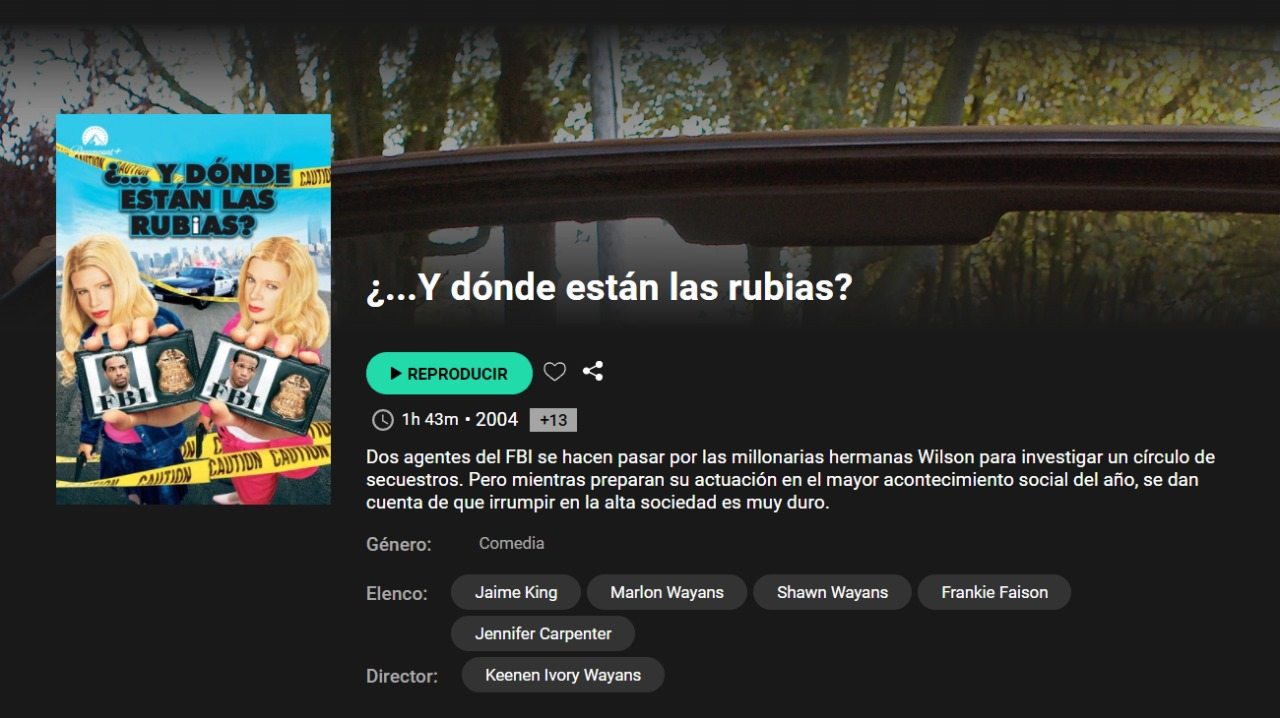 Paramount+
CAUTION
CAUTION
CAUTION
¿... Y DÓNDE
ESTÁN LAS
RUBiAS?
FBI
FBI
CAUTION
CAUTION
CAUTION
¿...Y dónde están las rubias?
REPRODUCIR
1h 43m • 2004 +13
Dos agentes del FBI se hacen pasar por las millonarias hermanas Wilson para investigar un círculo de
secuestros. Pero mientras preparan su actuación en el mayor acontecimiento social del año, se dan
cuenta de que irrumpir en la alta sociedad es muy duro.
Género: Comedia
Elenco: Jaime King Marlon Wayans Shawn Wayans Frankie Faison
Jennifer Carpenter
Director: Keenen Ivory Wayans